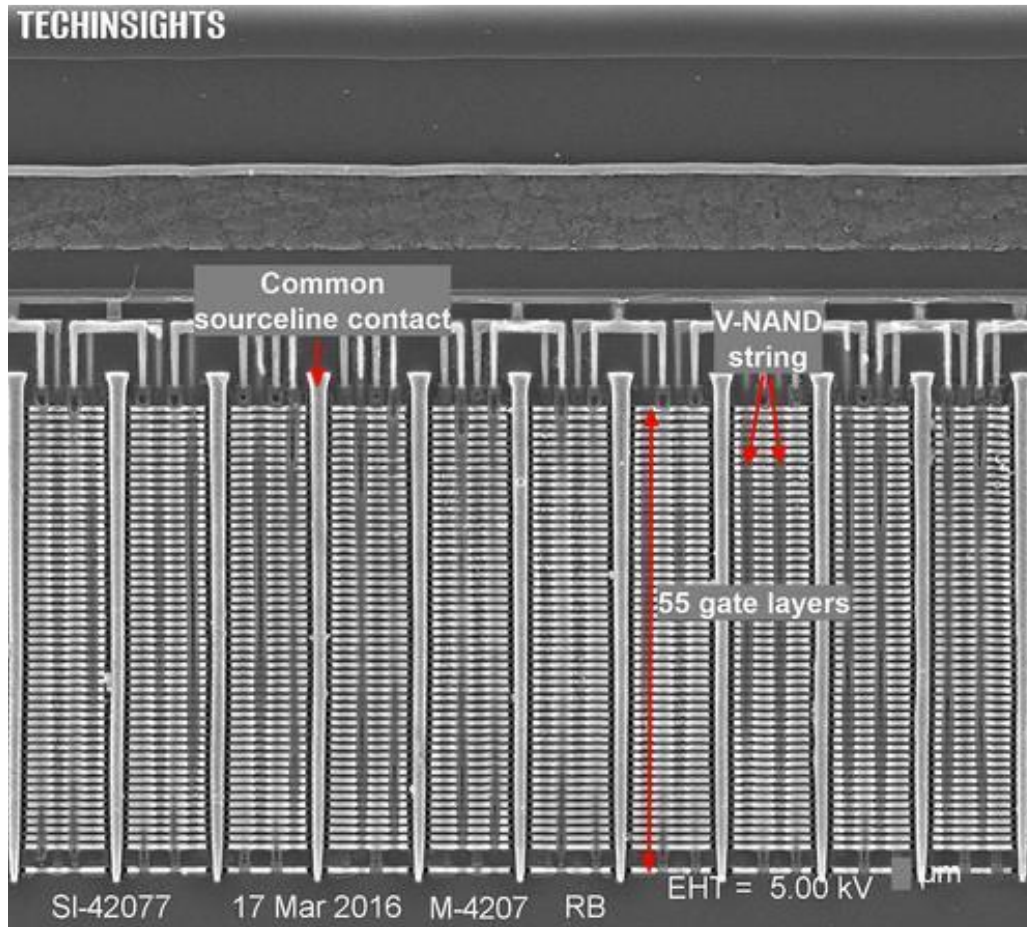 TECHINSIGHTS
Common
sourceline contact
V-NAND
string
55 gate layers
EHT = 5.00 kV
µm
SI-42077 17 Mar 2016 M-4207 RB